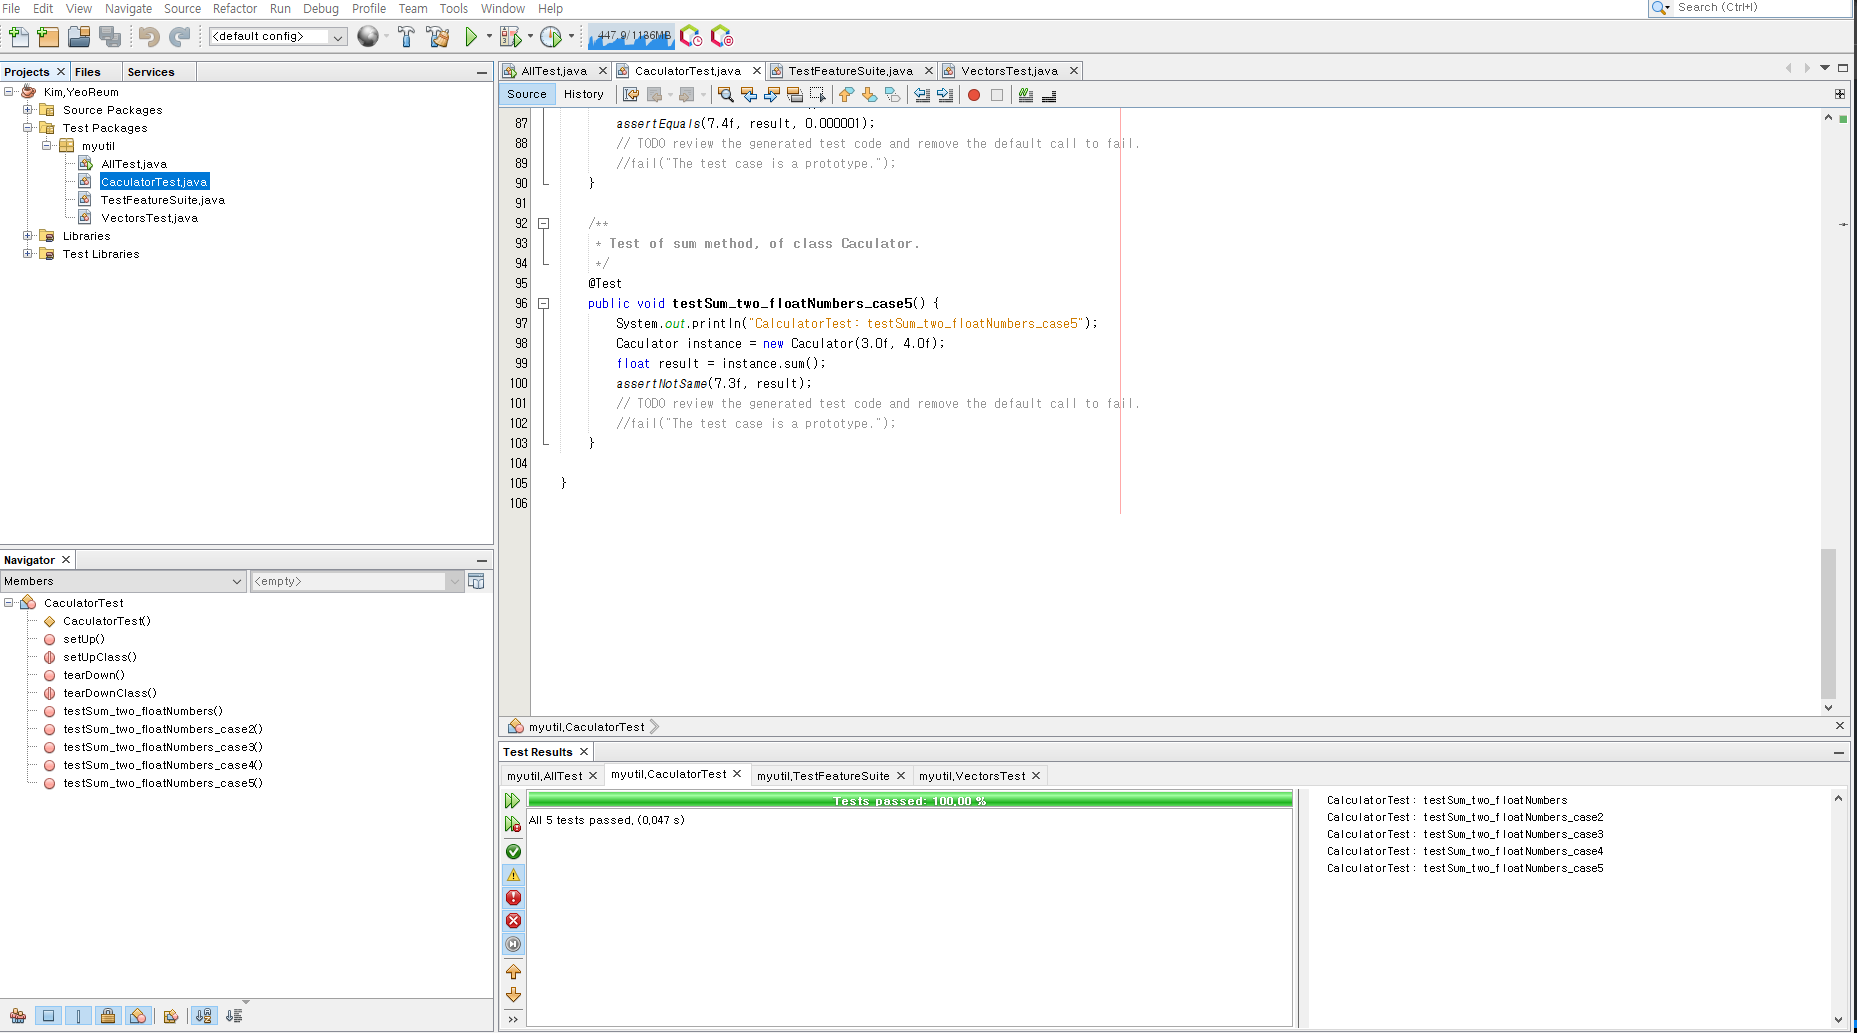 File Edit View Navigate Source Refactor Run Debug Profile Team Tools Window Help
Search (Ctrl+I)
<default config>
447.9/1136MB
Projects Files Services
Kim,YeoReum
Source Packages
Test Packages
myutil
AllTest.java
CaculatorTest.java
TestFeatureSuite.java
VectorsTest.java
Libraries
Test Libraries
Navigator
Members
<empty>
CaculatorTest
CaculatorTest()
setUp()
setUpClass()
tearDown()
tearDownClass()
testSum_two_floatNumbers()
testSum_two_floatNumbers_case2()
testSum_two_floatNumbers_case3()
testSum_two_floatNumbers_case4()
testSum_two_floatNumbers_case5()
AllTest.java CaculatorTest.java TestFeatureSuite.java VectorsTest.java
Source History
87 assertEquals(7.4f, result, 0.000001);
88 // TODO review the generated test code and remove the default call to fail.
89 //fail("The test case is a prototype.");
90 }
91
92 /**
93 * Test of sum method, of class Caculator.
94 */
95 @Test
96 public void testSum_two_floatNumbers_case5() {
97 System.out.println("CalculatorTest: testSum_two_floatNumbers_case5");
98 Caculator instance = new Caculator(3.0f, 4.0f);
99 float result = instance.sum();
100 assertNotSame(7.3f, result);
101 // TODO review the generated test code and remove the default call to fail.
102 //fail("The test case is a prototype.");
103 }
104
105 }
106
myutil.CaculatorTest
Test Results
myutil.AllTest myutil.CaculatorTest myutil.TestFeatureSuite myutil.VectorsTest
Tests passed: 100.00 %
All 5 tests passed. (0.047 s)
CalculatorTest: testSum_two_floatNumbers
CalculatorTest: testSum_two_floatNumbers_case2
CalculatorTest: testSum_two_floatNumbers_case3
CalculatorTest: testSum_two_floatNumbers_case4
CalculatorTest: testSum_two_floatNumbers_case5